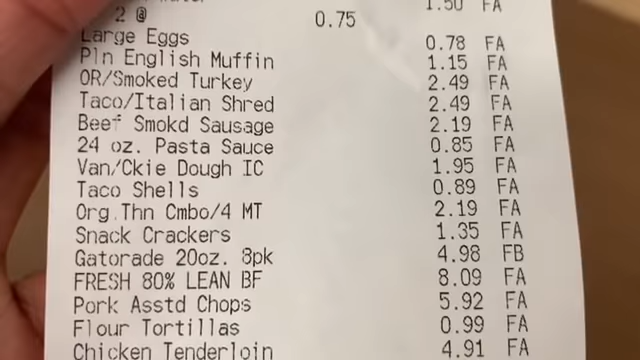 1.50 FA
2 @ 0.75
Large Eggs 0.78 FA
Pln English Muffin 1.15 FA
OR/Smoked Turkey 2.49 FA
Taco/Italian Shred 2.49 FA
Beef Smokd Sausage 2.19 FA
24 oz. Pasta Sauce 0.85 FA
Van/Ckie Dough IC 1.95 FA
Taco Shells 0.89 FA
Org Thn Cmbo/4 MT 2.19 FA
Snack Crackers 1.35 FA
Gatorade 20oz. 8pk 4.98 FB
FRESH 80% LEAN BF 8.09 FA
Pork Asstd Chops 5.92 FA
Flour Tortillas 0.99 FA
Chicken Tenderloin 4.91 FA